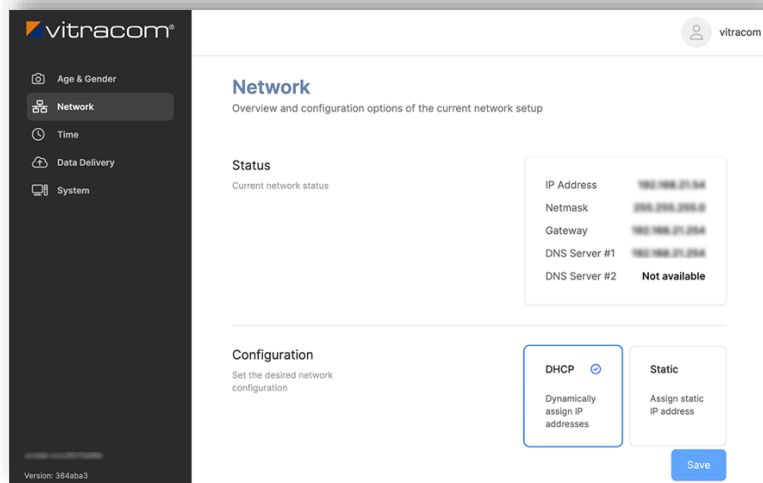 vitracom®
vitracom
Age & Gender
Network
Time
Data Delivery
System
Network
Overview and configuration options of the current network setup
Status
Current network status
IP Address
Netmask
Gateway
DNS Server #1
DNS Server #2 Not available
Configuration
Set the desired network
configuration
DHCP
Dynamically
assign IP
addresses
Static
Assign static
IP address
Save
Version: 364aba3